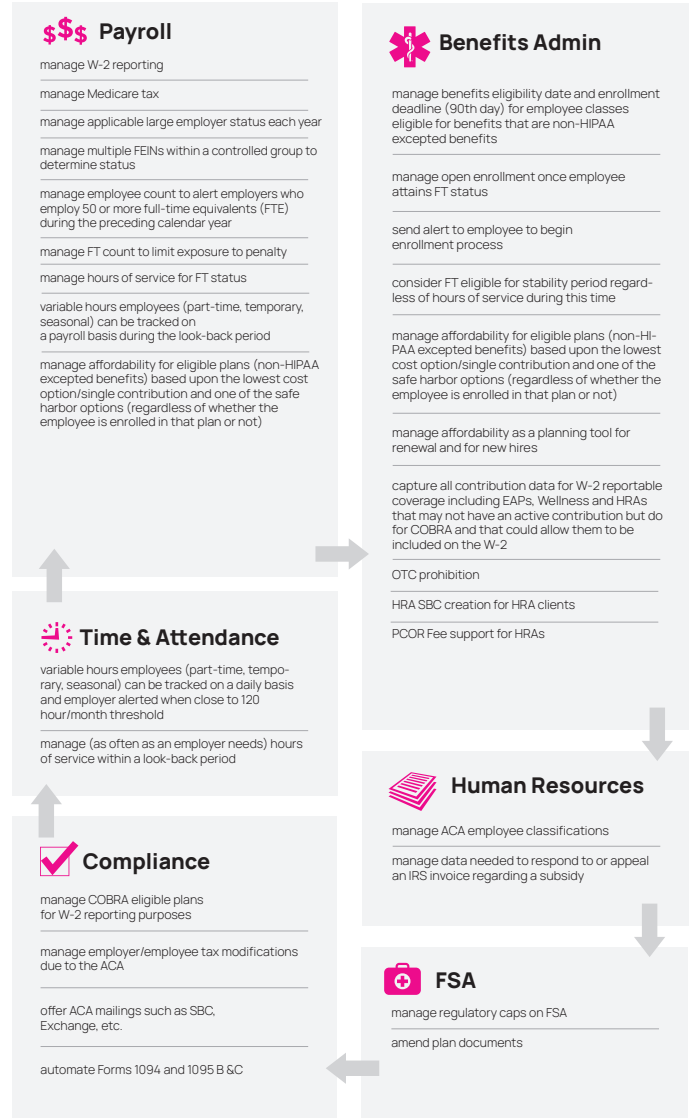 $$$ Payroll
manage W-2 reporting
manage Medicare tax
manage applicable large employer status each year
manage multiple FEINs within a controlled group to
determine status
manage employee count to alert employers who
employ 50 or more full-time equivalents (FTE)
during the preceding calendar year
manage FT count to limit exposure to penalty
manage hours of service for FT status
variable hours employees (part-time, temporary,
seasonal) can be tracked on
a payroll basis during the look-back period
manage affordability for eligible plans (non-HIPAA
excepted benefits) based upon the lowest cost
option/single contribution and one of the safe
harbor options (regardless of whether the
employee is enrolled in that plan or not)
Benefits Admin
manage benefits eligibility date and enrollment
deadline (90th day) for employee classes
eligible for benefits that are non-HIPAA
excepted benefits
manage open enrollment once employee
attains FT status
send alert to employee to begin
enrollment process
consider FT eligible for stability period regard-
less of hours of service during this time
manage affordability for eligible plans (non-HI-
PAA excepted benefits) based upon the lowest
cost option/single contribution and one of the
safe harbor options (regardless of whether the
employee is enrolled in that plan or not)
manage affordability as a planning tool for
renewal and for new hires
capture all contribution data for W-2 reportable
coverage including EAPs, Wellness and HRAs
that may not have an active contribution but do
for COBRA and that could allow them to be
included on the W-2
OTC prohibition
HRA SBC creation for HRA clients
PCOR Fee support for HRAs
Time & Attendance
variable hours employees (part-time, tempo-
rary, seasonal) can be tracked on a daily basis
and employer alerted when close to 120
hour/month threshold
manage (as often as an employer needs) hours
of service within a look-back period
Human Resources
manage ACA employee classifications
manage data needed to respond to or appeal
an IRS invoice regarding a subsidy
Compliance
manage COBRA eligible plans
for W-2 reporting purposes
manage employer/employee tax modifications
due to the ACA
offer ACA mailings such as SBC,
Exchange, etc.
automate Forms 1094 and 1095 B &C
FSA
manage regulatory caps on FSA
amend plan documents